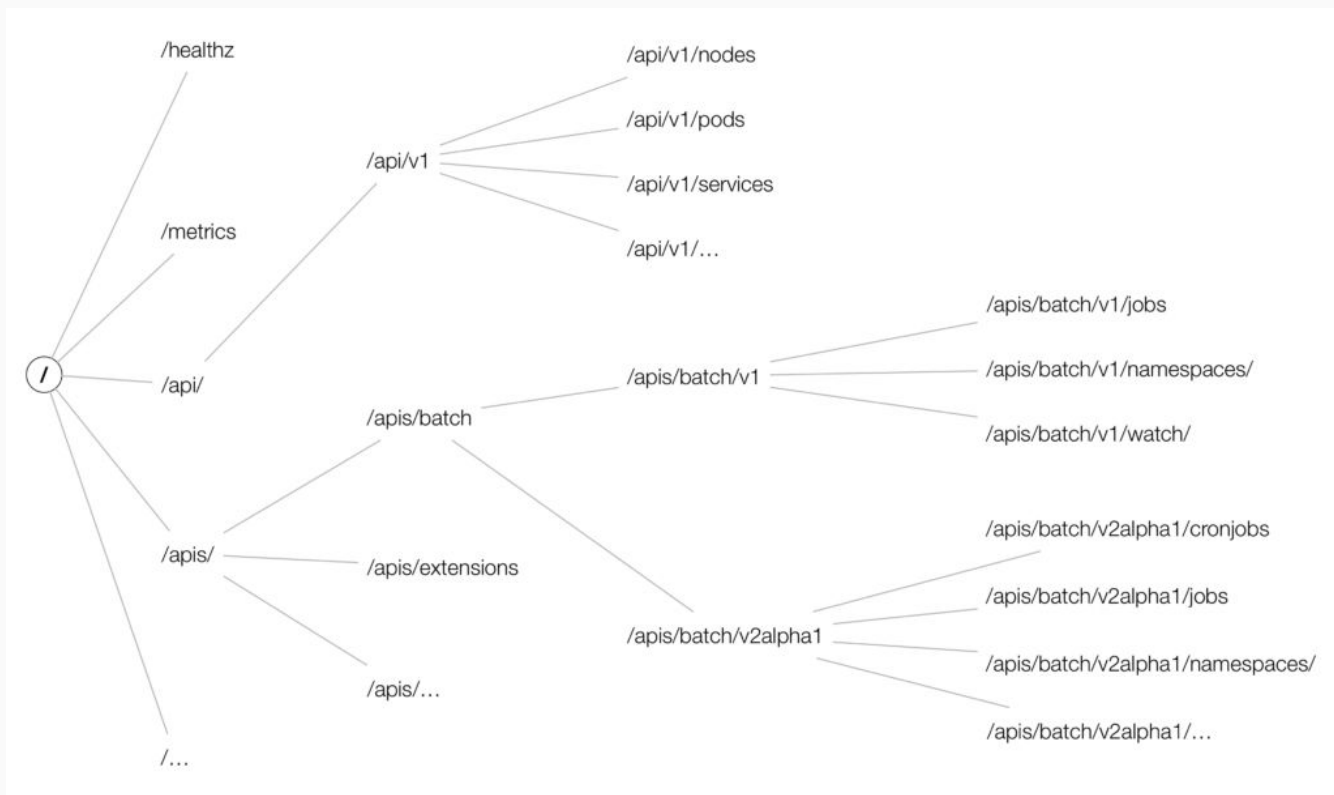 /healthz
/api/v1/nodes
/api/v1/pods
/api/v1
/api/v1/services
/metrics
/api/v1/…
/apis/batch/v1/jobs
/
/api/
/apis/batch/v1
/apis/batch/v1/namespaces/
/apis/batch
/apis/batch/v1/watch/
/apis/batch/v2alpha1/cronjobs
/apis/
/apis/extensions
/apis/batch/v2alpha1/jobs
/apis/batch/v2alpha1
/apis/batch/v2alpha1/namespaces/
/apis/…
/apis/batch/v2alpha1/…
/…